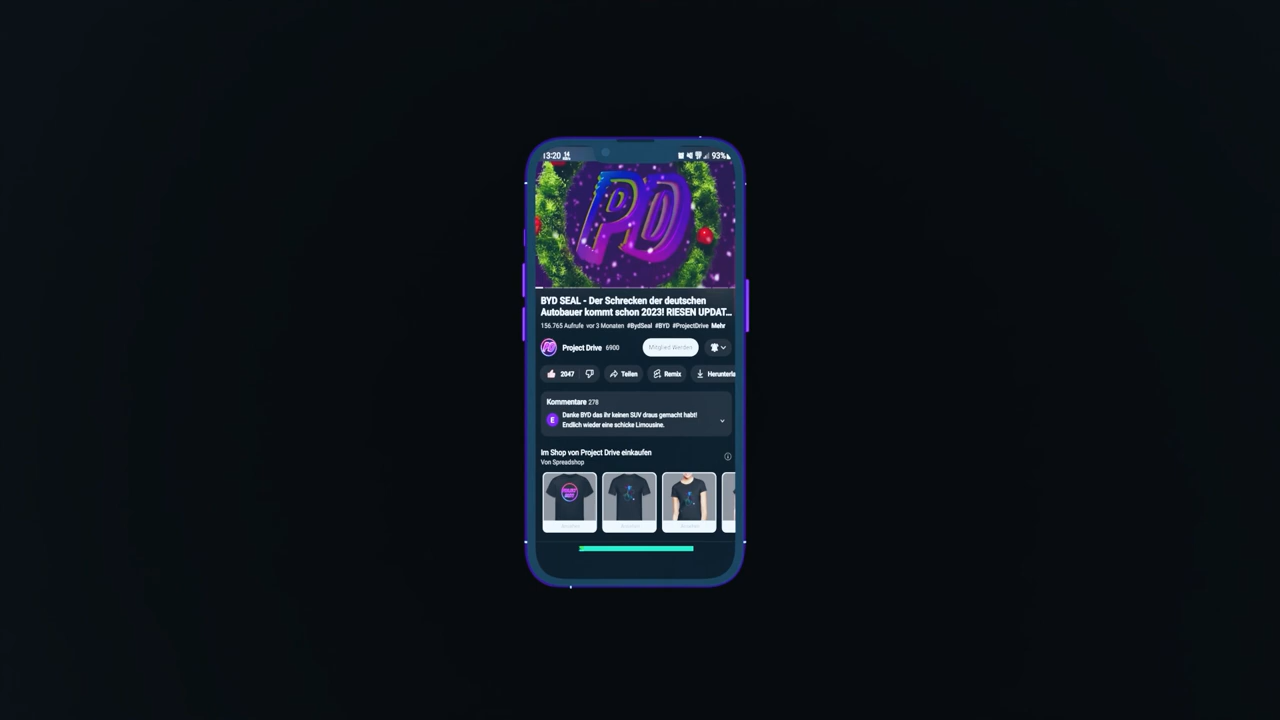 13:20
93%
PD
BYD SEAL - Der Schrecken der deutschen
Autobauer kommt schon 2023! RIESEN UPDAT...
156.765 Aufrufe vor 3 Monaten #BydSeal #BYD #ProjectDrive Mehr
PD Project Drive 6900 Mitglied Werden
2047 Teilen Remix Herunterla
Kommentare 278
E Danke BYD das ihr keinen SUV draus gemacht habt!
Endlich wieder eine schicke Limousine.
Im Shop von Project Drive einkaufen
Von Spreadshop